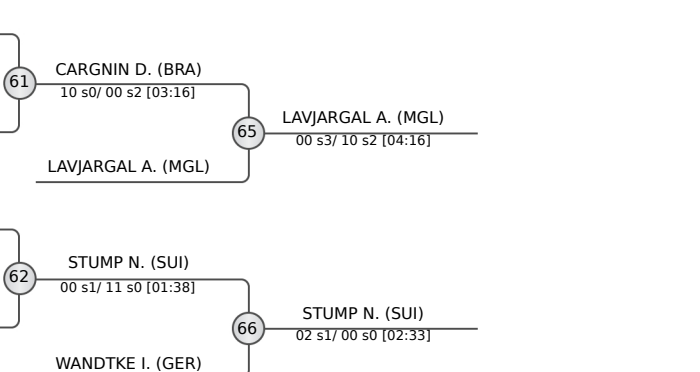 CARGNIN D. (BRA)
61
10 s0/ 00 s2 [03:16]
LAVJARGAL A. (MGL)
65
00 s3/ 10 s2 [04:16]
LAVJARGAL A. (MGL)
STUMP N. (SUI)
62
00 s1/ 11 s0 [01:38]
STUMP N. (SUI)
66
02 s1/ 00 s0 [02:33]
WANDTKE I. (GER)